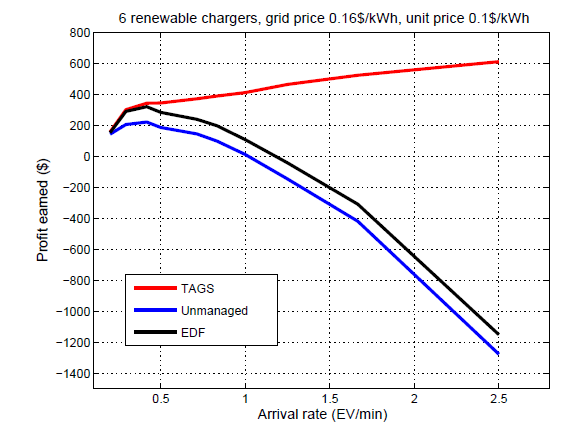 6 renewable chargers, grid price 0.16$/kWh, unit price 0.1$/kWh
800
600
400
200
0
−200
−400
−600
−800
−1000
−1200
−1400
Profit earned ($)
TAGS
Unmanaged
EDF
0.5
1
1.5
2
2.5
Arrival rate (EV/min)